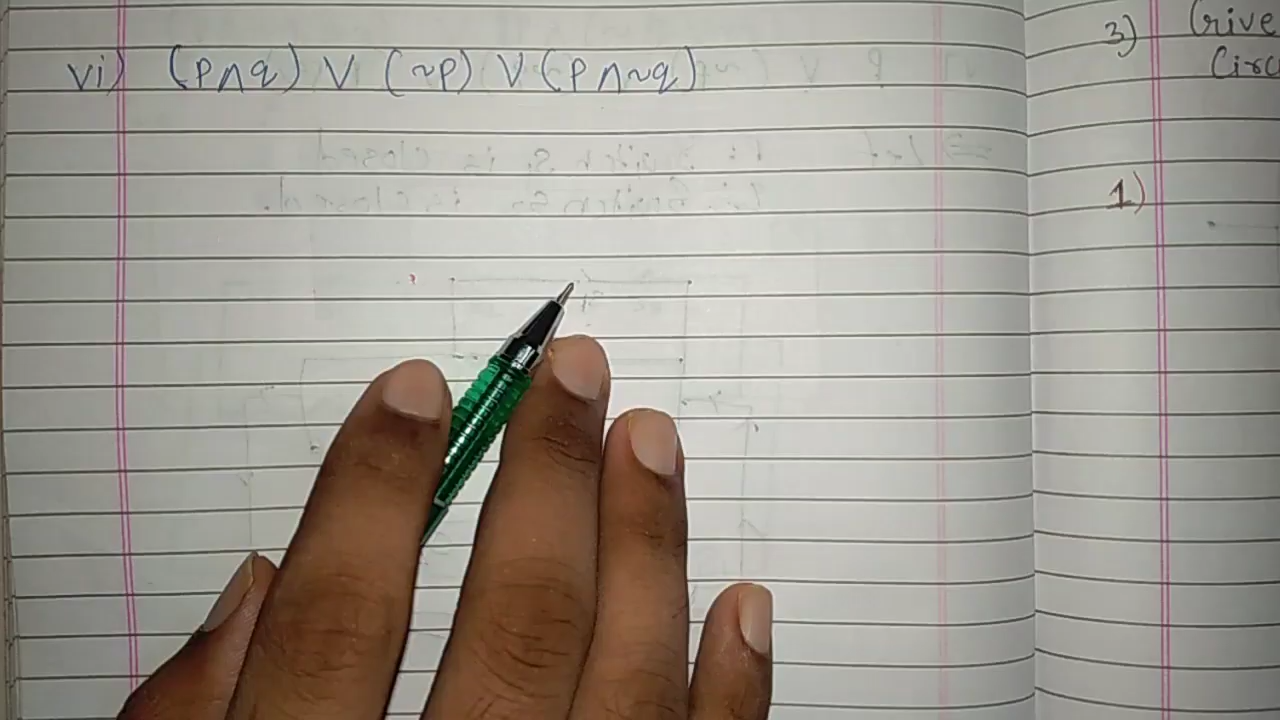 vi) (p∧q) ∨ (~p) ∨ (p∧~q)
3) Give
Circ
1)